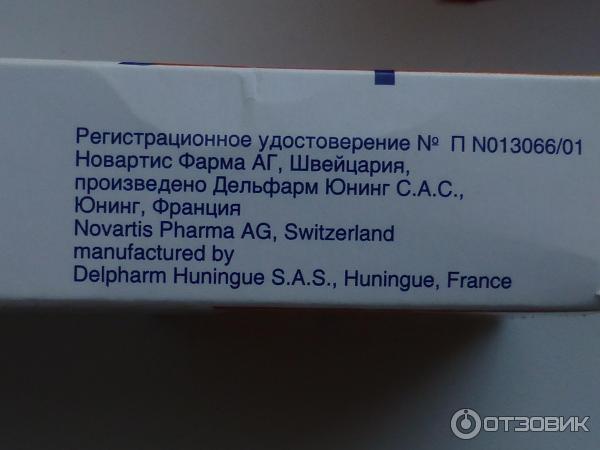 Регистрационное удостоверение № П N013066/01
Новартис Фарма АГ, Швейцария,
произведено Дельфарм Юнинг С.А.С.,
Юнинг, Франция
Novartis Pharma AG, Switzerland
manufactured by
Delpharm Huningue S.A.S., Huningue, France
ОТЗОВИК